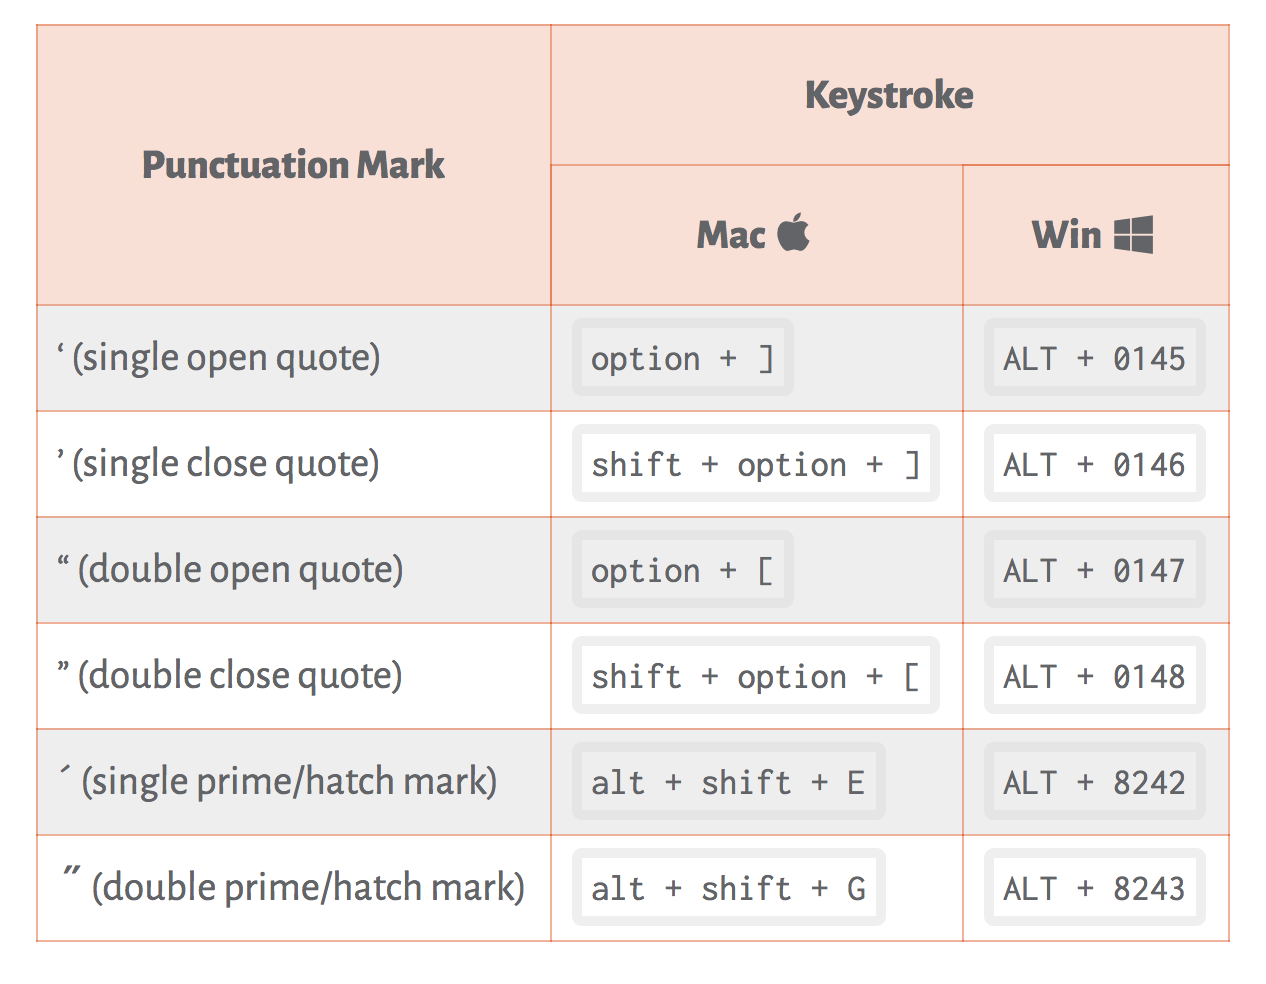 Keystroke
Punctuation Mark
Mac Win
‘ (single open quote) option + ] ALT + 0145
’ (single close quote) shift + option + ] ALT + 0146
“ (double open quote) option + [ ALT + 0147
” (double close quote) shift + option + [ ALT + 0148
´ (single prime/hatch mark) alt + shift + E ALT + 8242
˝ (double prime/hatch mark) alt + shift + G ALT + 8243